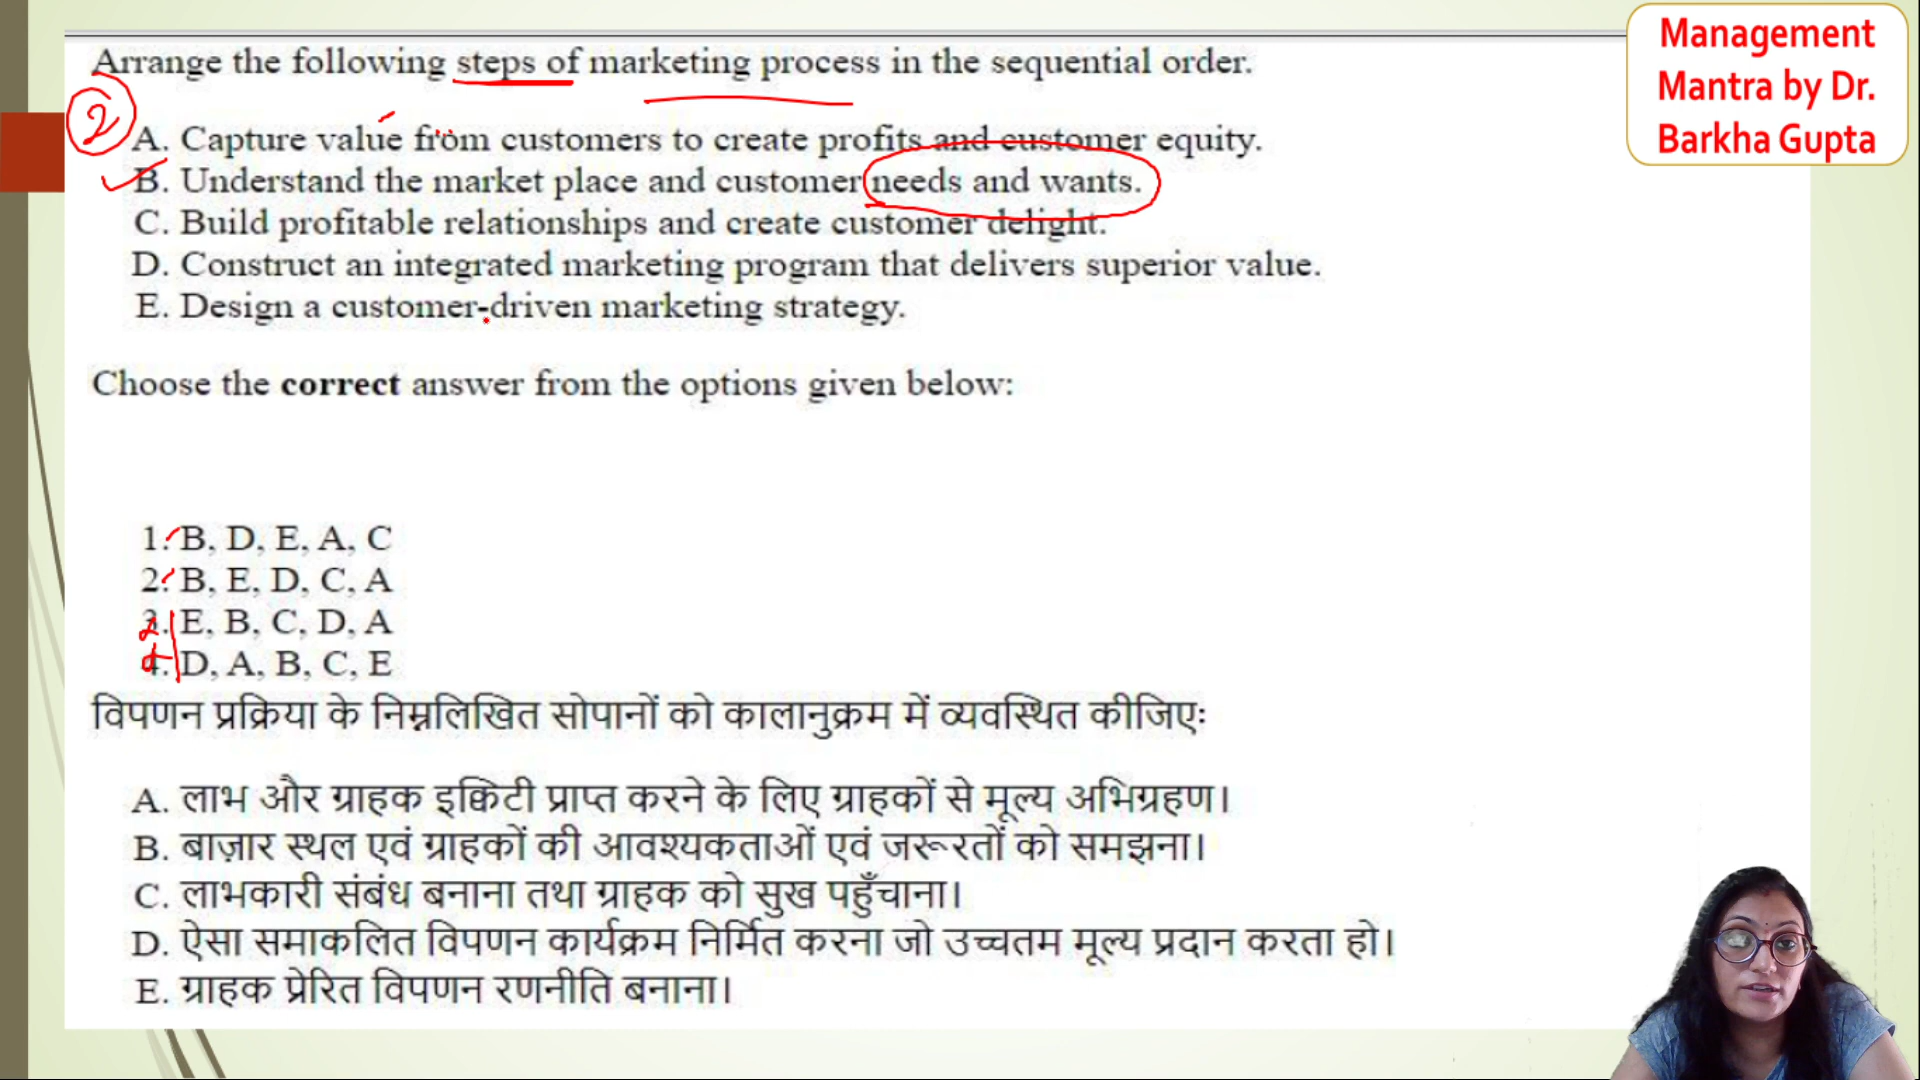 Management
Mantra by Dr.
Barkha Gupta
Arrange the following steps of marketing process in the sequential order.
2
A. Capture value from customers to create profits and customer equity.
B. Understand the market place and customer needs and wants.
C. Build profitable relationships and create customer delight.
D. Construct an integrated marketing program that delivers superior value.
E. Design a customer-driven marketing strategy.
Choose the correct answer from the options given below:
1. B, D, E, A, C
2. B, E, D, C, A
3. E, B, C, D, A
4. D, A, B, C, E
विपणन प्रक्रिया के निम्नलिखित सोपानों को कालानुक्रम में व्यवस्थित कीजिएः
A. लाभ और ग्राहक इक्विटी प्राप्त करने के लिए ग्राहकों से मूल्य अभिग्रहण।
B. बाज़ार स्थल एवं ग्राहकों की आवश्यकताओं एवं जरूरतों को समझना।
C. लाभकारी संबंध बनाना तथा ग्राहक को सुख पहुँचाना।
D. ऐसा समाकलित विपणन कार्यक्रम निर्मित करना जो उच्चतम मूल्य प्रदान करता हो।
E. ग्राहक प्रेरित विपणन रणनीति बनाना।